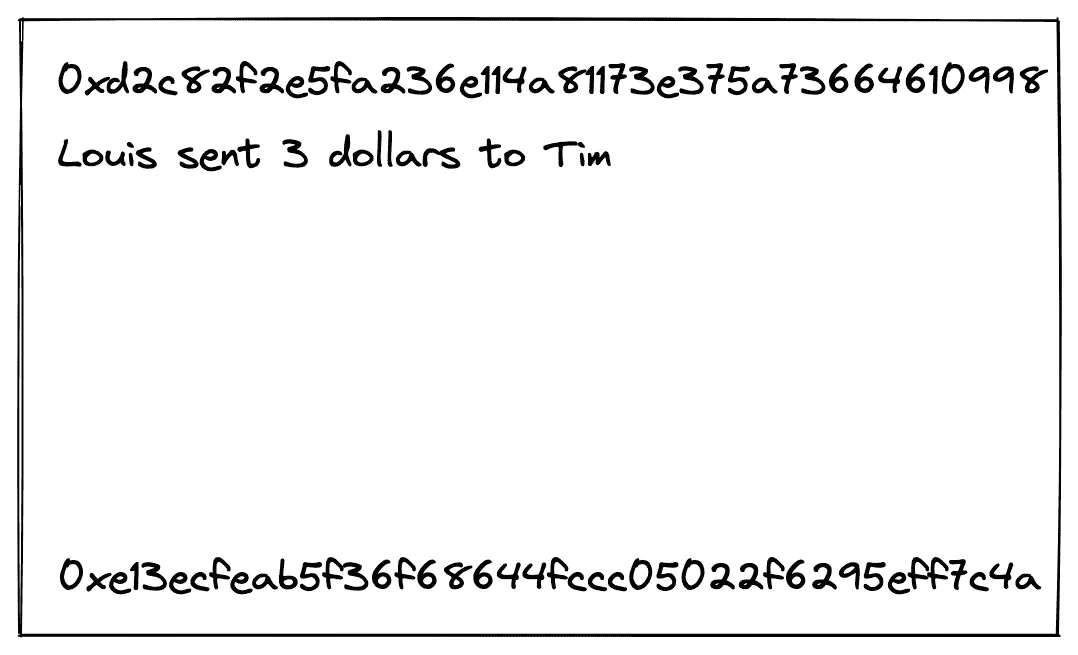 0xd2c82f2e5fa236e114a81173e375a73664610998
Louis sent 3 dollars to Tim
0xe13ecfeab5f36f68644fccc05022f6295eff7c4a